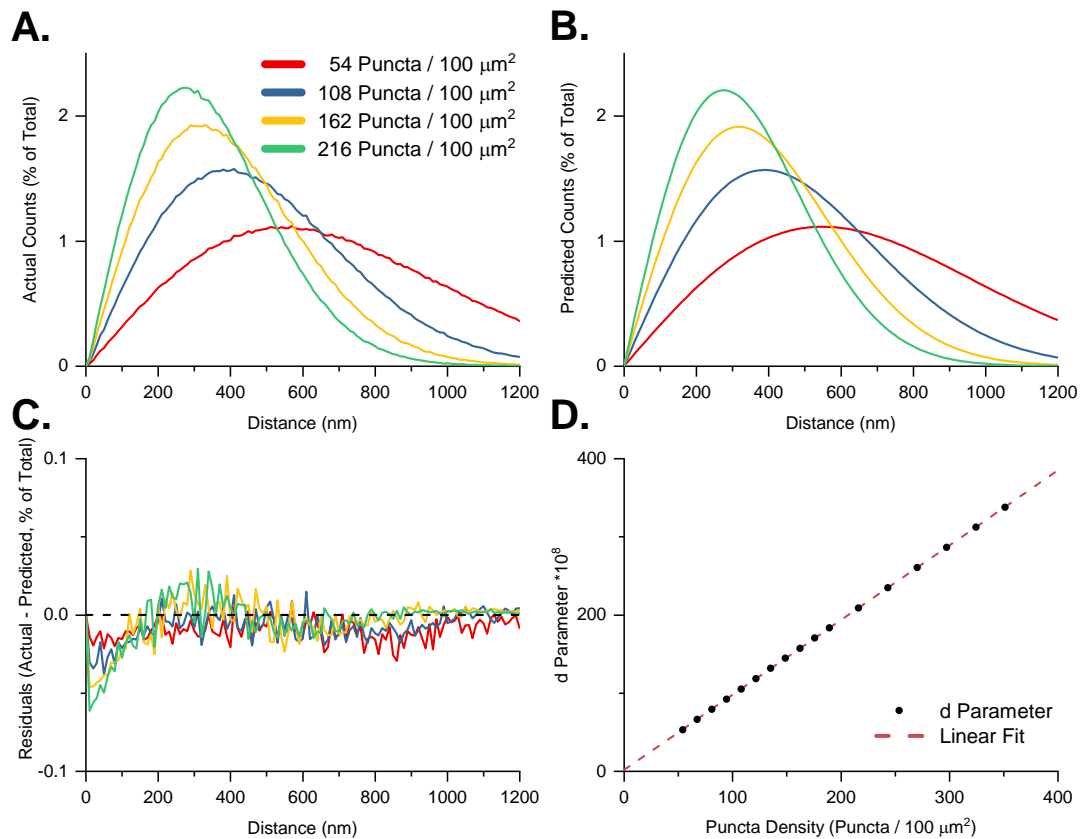 A.
B.
54 Puncta / 100 μm²
108 Puncta / 100 μm²
162 Puncta / 100 μm²
216 Puncta / 100 μm²
Actual Counts (% of Total)
2
1
0
0 200 400 600 800 1000 1200
Distance (nm)
Predicted Counts (% of Total)
2
1
0
0 200 400 600 800 1000 1200
Distance (nm)
C.
D.
Residuals (Actual - Predicted, % of Total)
0.1
0.0
-0.1
0 200 400 600 800 1000 1200
Distance (nm)
d Parameter *10⁸
400
200
0
d Parameter
Linear Fit
0 100 200 300 400
Puncta Density (Puncta / 100 μm²)